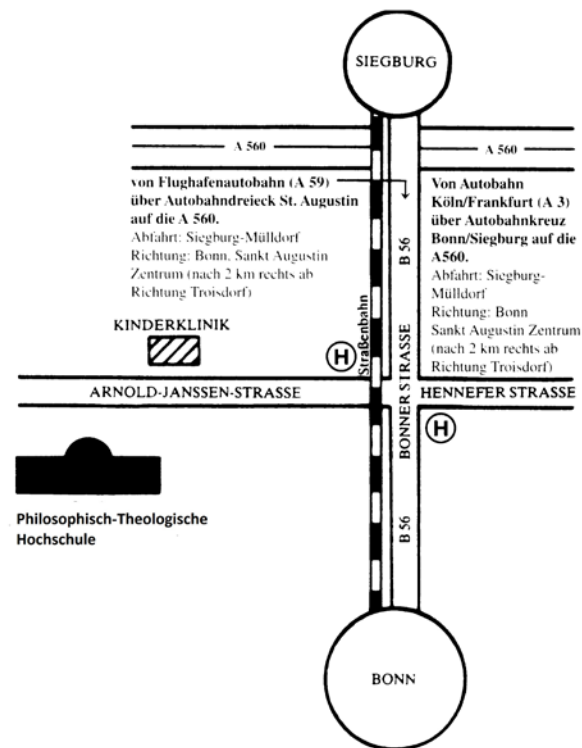 SIEGBURG
A 560
A 560
von Flughafenautobahn (A 59)
über Autobahndreieck St. Augustin
auf die A 560.
Abfahrt: Siegburg-Mülldorf
Richtung: Bonn. Sankt Augustin
Zentrum (nach 2 km rechts ab
Richtung Troisdorf)
Von Autobahn
Köln/Frankfurt (A 3)
über Autobahnkreuz
Bonn/Siegburg auf die
A560.
Abfahrt: Siegburg-
Mülldorf
Richtung: Bonn
Sankt Augustin Zentrum
(nach 2 km rechts ab
Richtung Troisdorf)
B 56
Straßenbahn
KINDERKLINIK
H
BONNER STRASSE
ARNOLD-JANSSEN-STRASSE
HENNEFER STRASSE
H
Philosophisch-Theologische
Hochschule
B 56
BONN